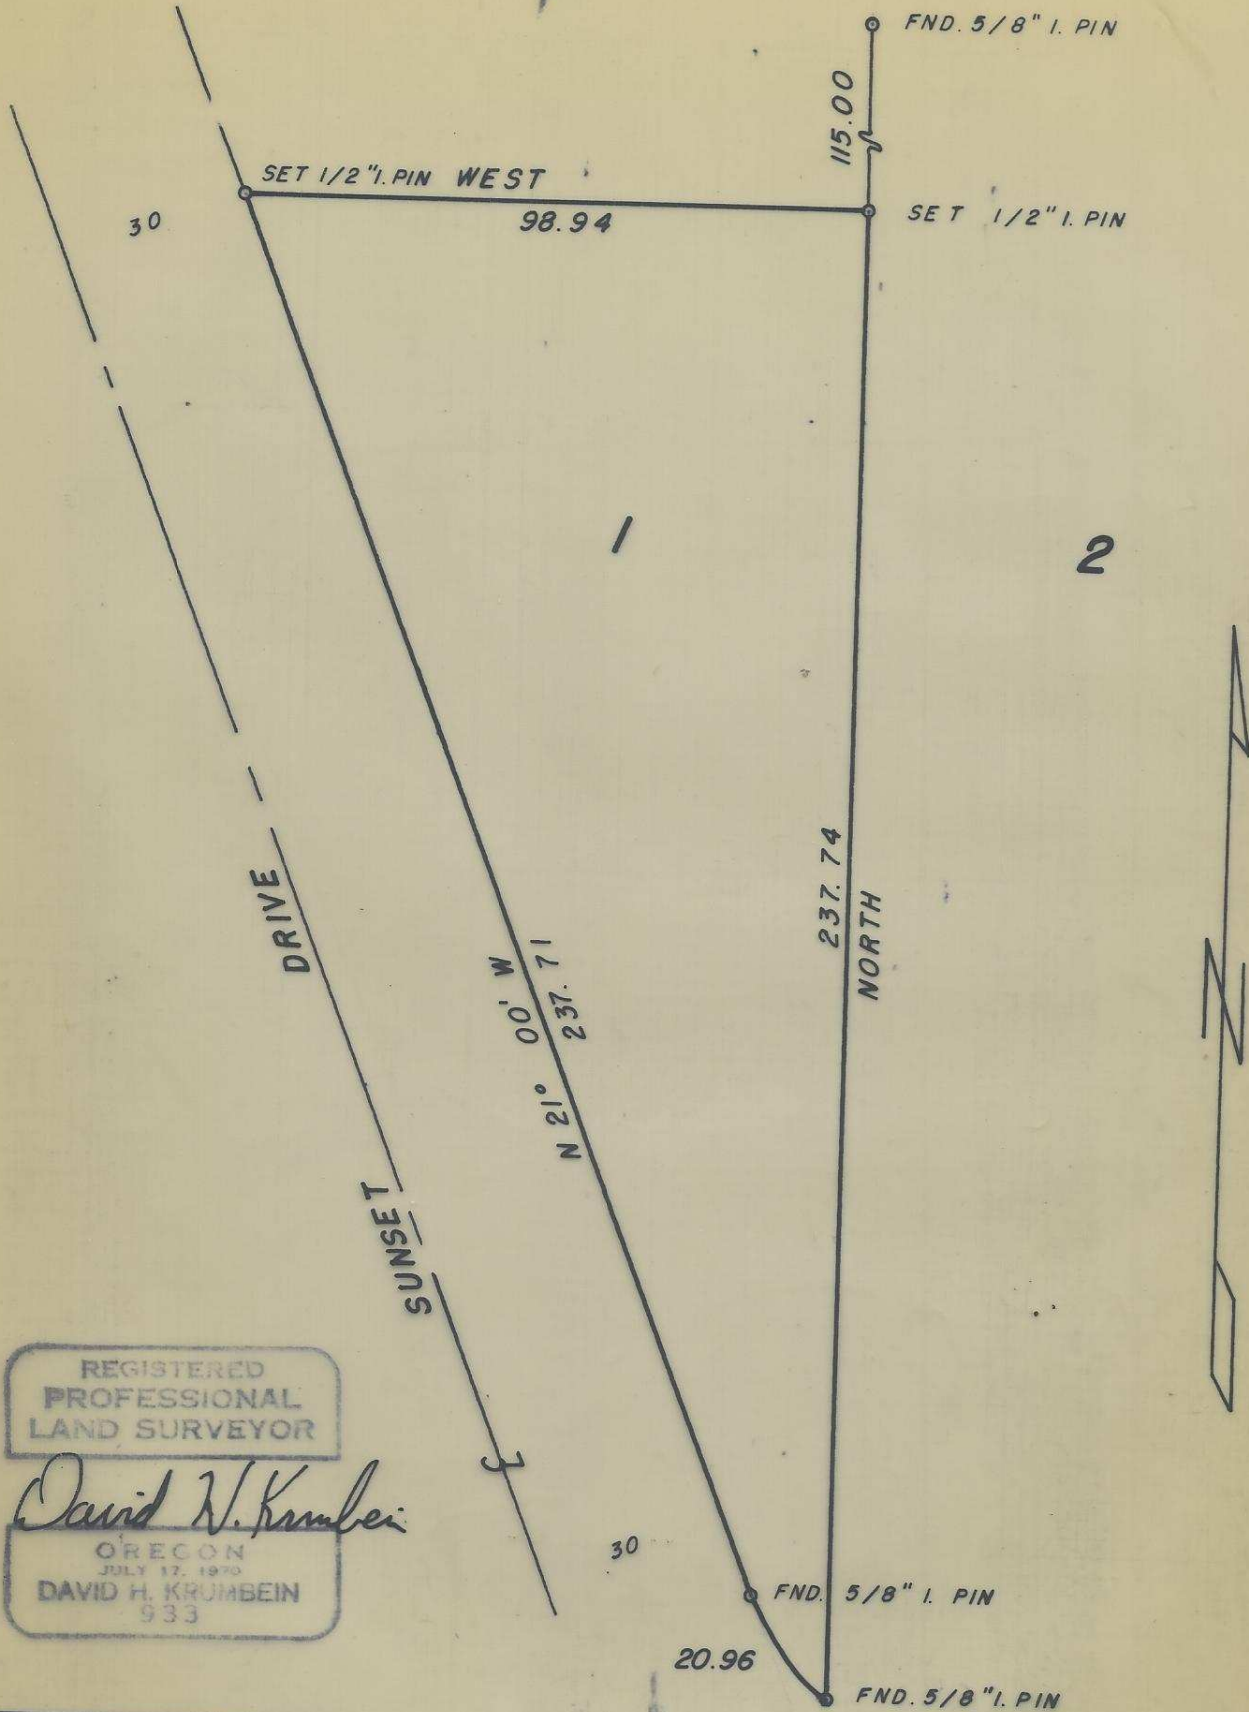 FND. 5/8" I. PIN
115.00
SET 1/2" I. PIN WEST
98.94
SET 1/2" I. PIN
30
1
2
237.74
NORTH
N 21° 00' W
237.71
SUNSET DRIVE
N
REGISTERED
PROFESSIONAL
LAND SURVEYOR
David H. Krumbein
OREGON
JULY 17, 1970
DAVID H. KRUMBEIN
933
30
FND. 5/8" I. PIN
20.96
FND. 5/8" I. PIN